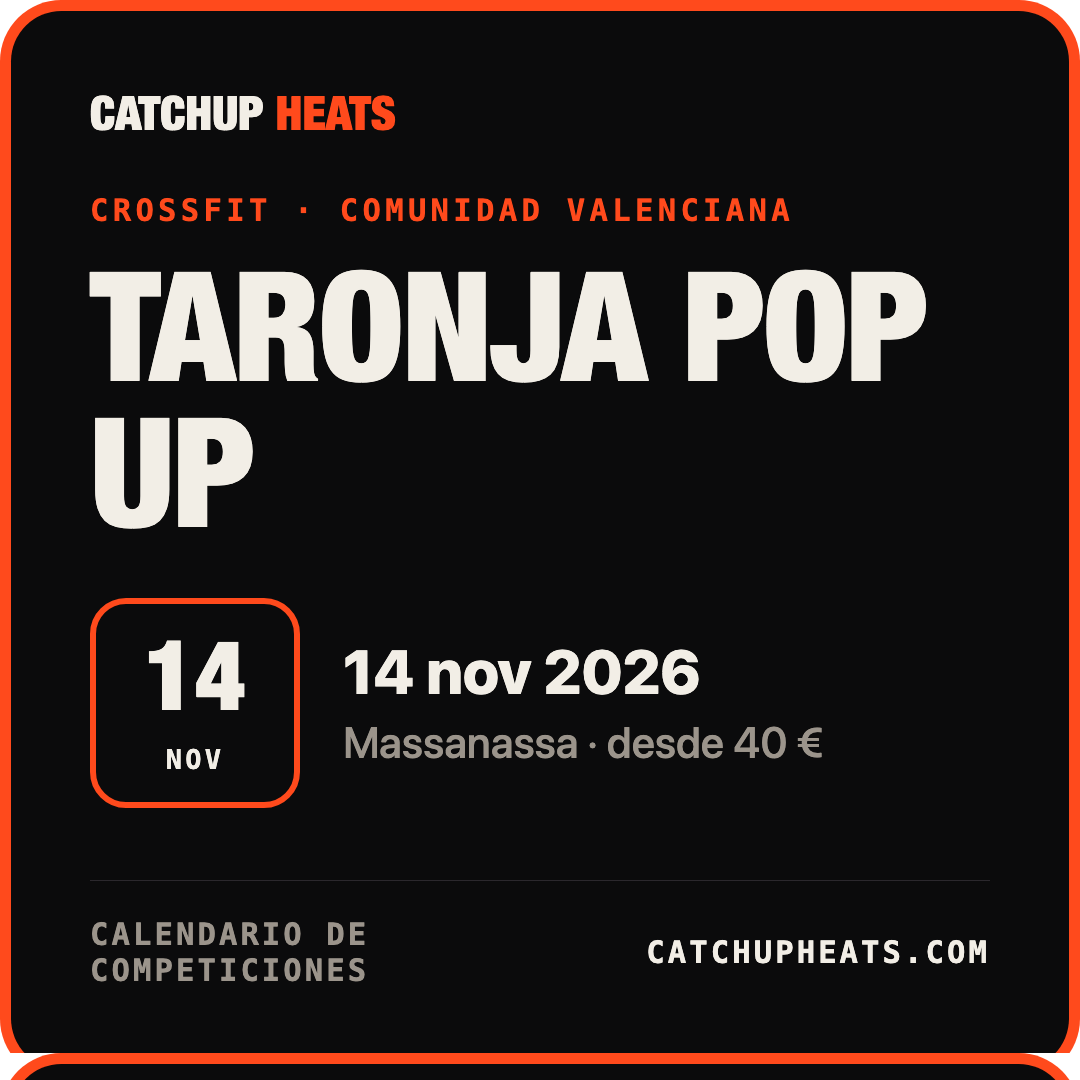 CATCHUP HEATS
CROSSFIT · COMUNIDAD VALENCIANA
TARONJA POP
UP
14
NOV
14 nov 2026
Massanassa · desde 40 €
CALENDARIO DE
COMPETICIONES
CATCHUPHEATS.COM